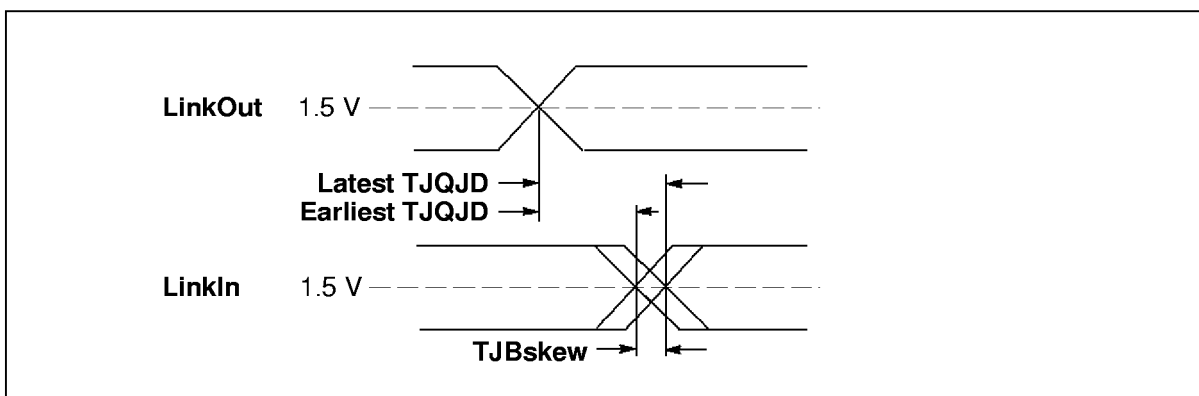 LinkOut 1.5 V
Latest TJQJD
Earliest TJQJD
LinkIn 1.5 V
TJBskew